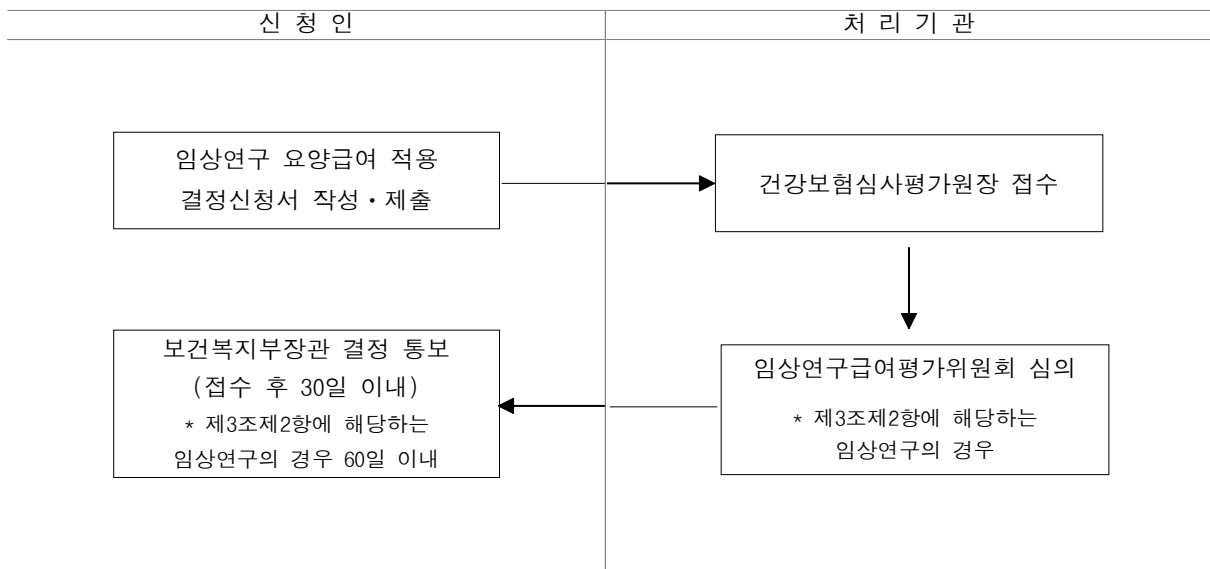 신 청 인
처 리 기 관
임상연구 요양급여 적용
결정신청서 작성·제출
건강보험심사평가원장 접수
보건복지부장관 결정 통보
(접수 후 30일 이내)
* 제3조제2항에 해당하는
임상연구의 경우 60일 이내
임상연구급여평가위원회 심의
* 제3조제2항에 해당하는
임상연구의 경우